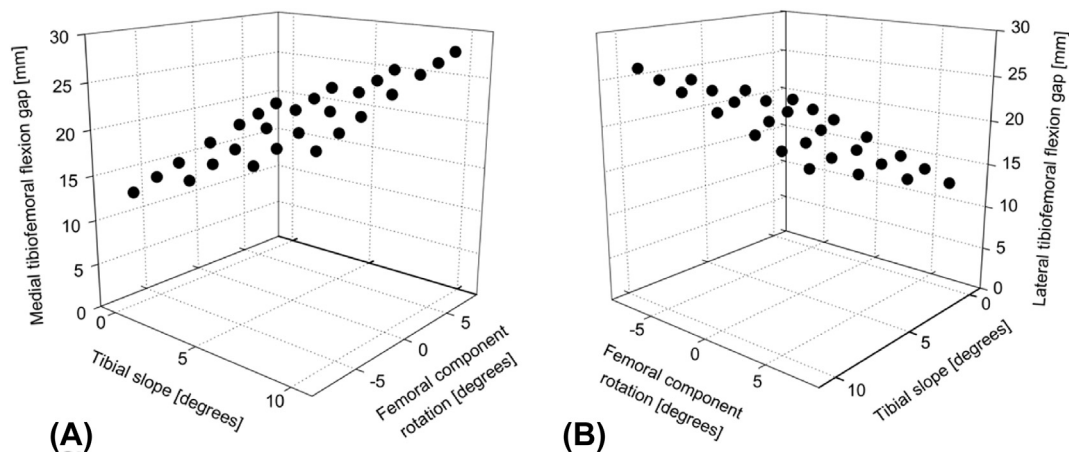 Medial tibiofemoral flexion gap [mm]
30
25
20
15
10
5
0
0
5
10
Tibial slope [degrees]
-5
0
5
Femoral component
rotation [degrees]
(A)
30
25
20
15
10
5
0
Lateral tibiofemoral flexion gap [mm]
-5
0
5
Femoral component
rotation [degrees]
0
5
10
Tibial slope [degrees]
(B)